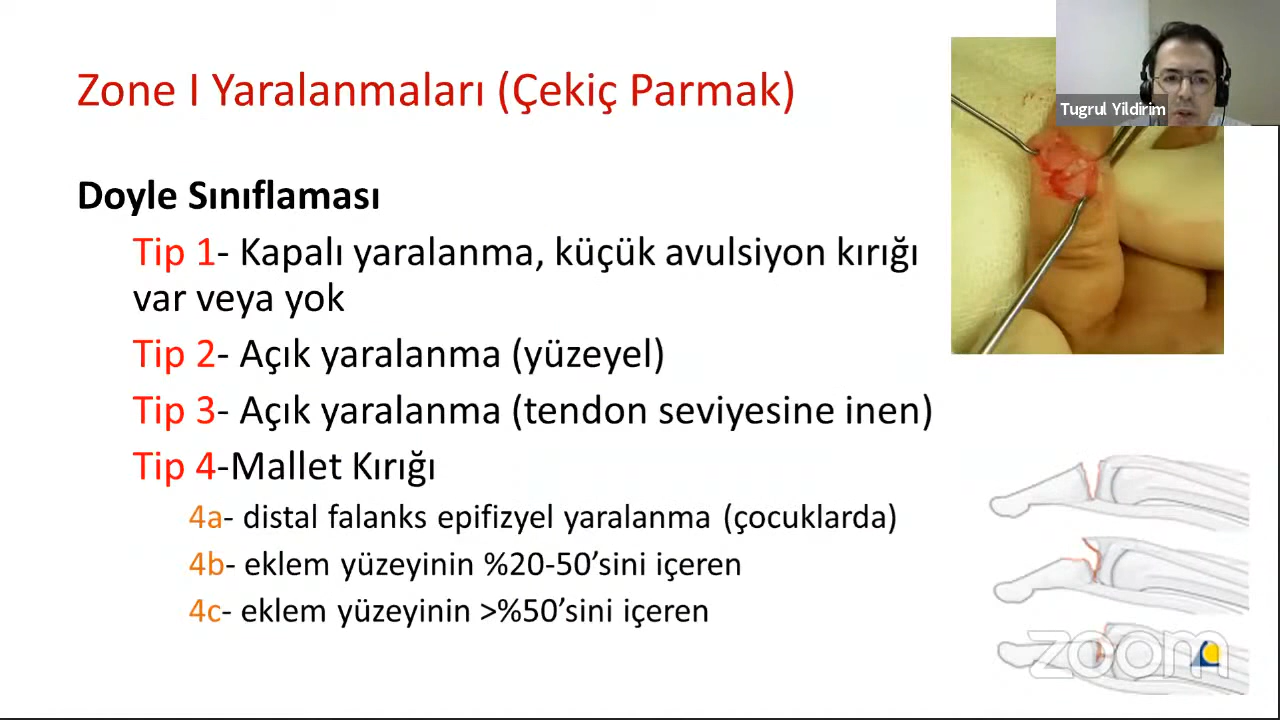 Zone I Yaralanmaları (Çekiç Parmak)
Tugrul Yildirim
Doyle Sınıflaması
Tip 1- Kapalı yaralanma, küçük avulsiyon kırığı
var veya yok
Tip 2- Açık yaralanma (yüzeyel)
Tip 3- Açık yaralanma (tendon seviyesine inen)
Tip 4-Mallet Kırığı
4a- distal falanks epifizyel yaralanma (çocuklarda)
4b- eklem yüzeyinin %20-50’sini içeren
4c- eklem yüzeyinin >%50’sini içeren
zoom